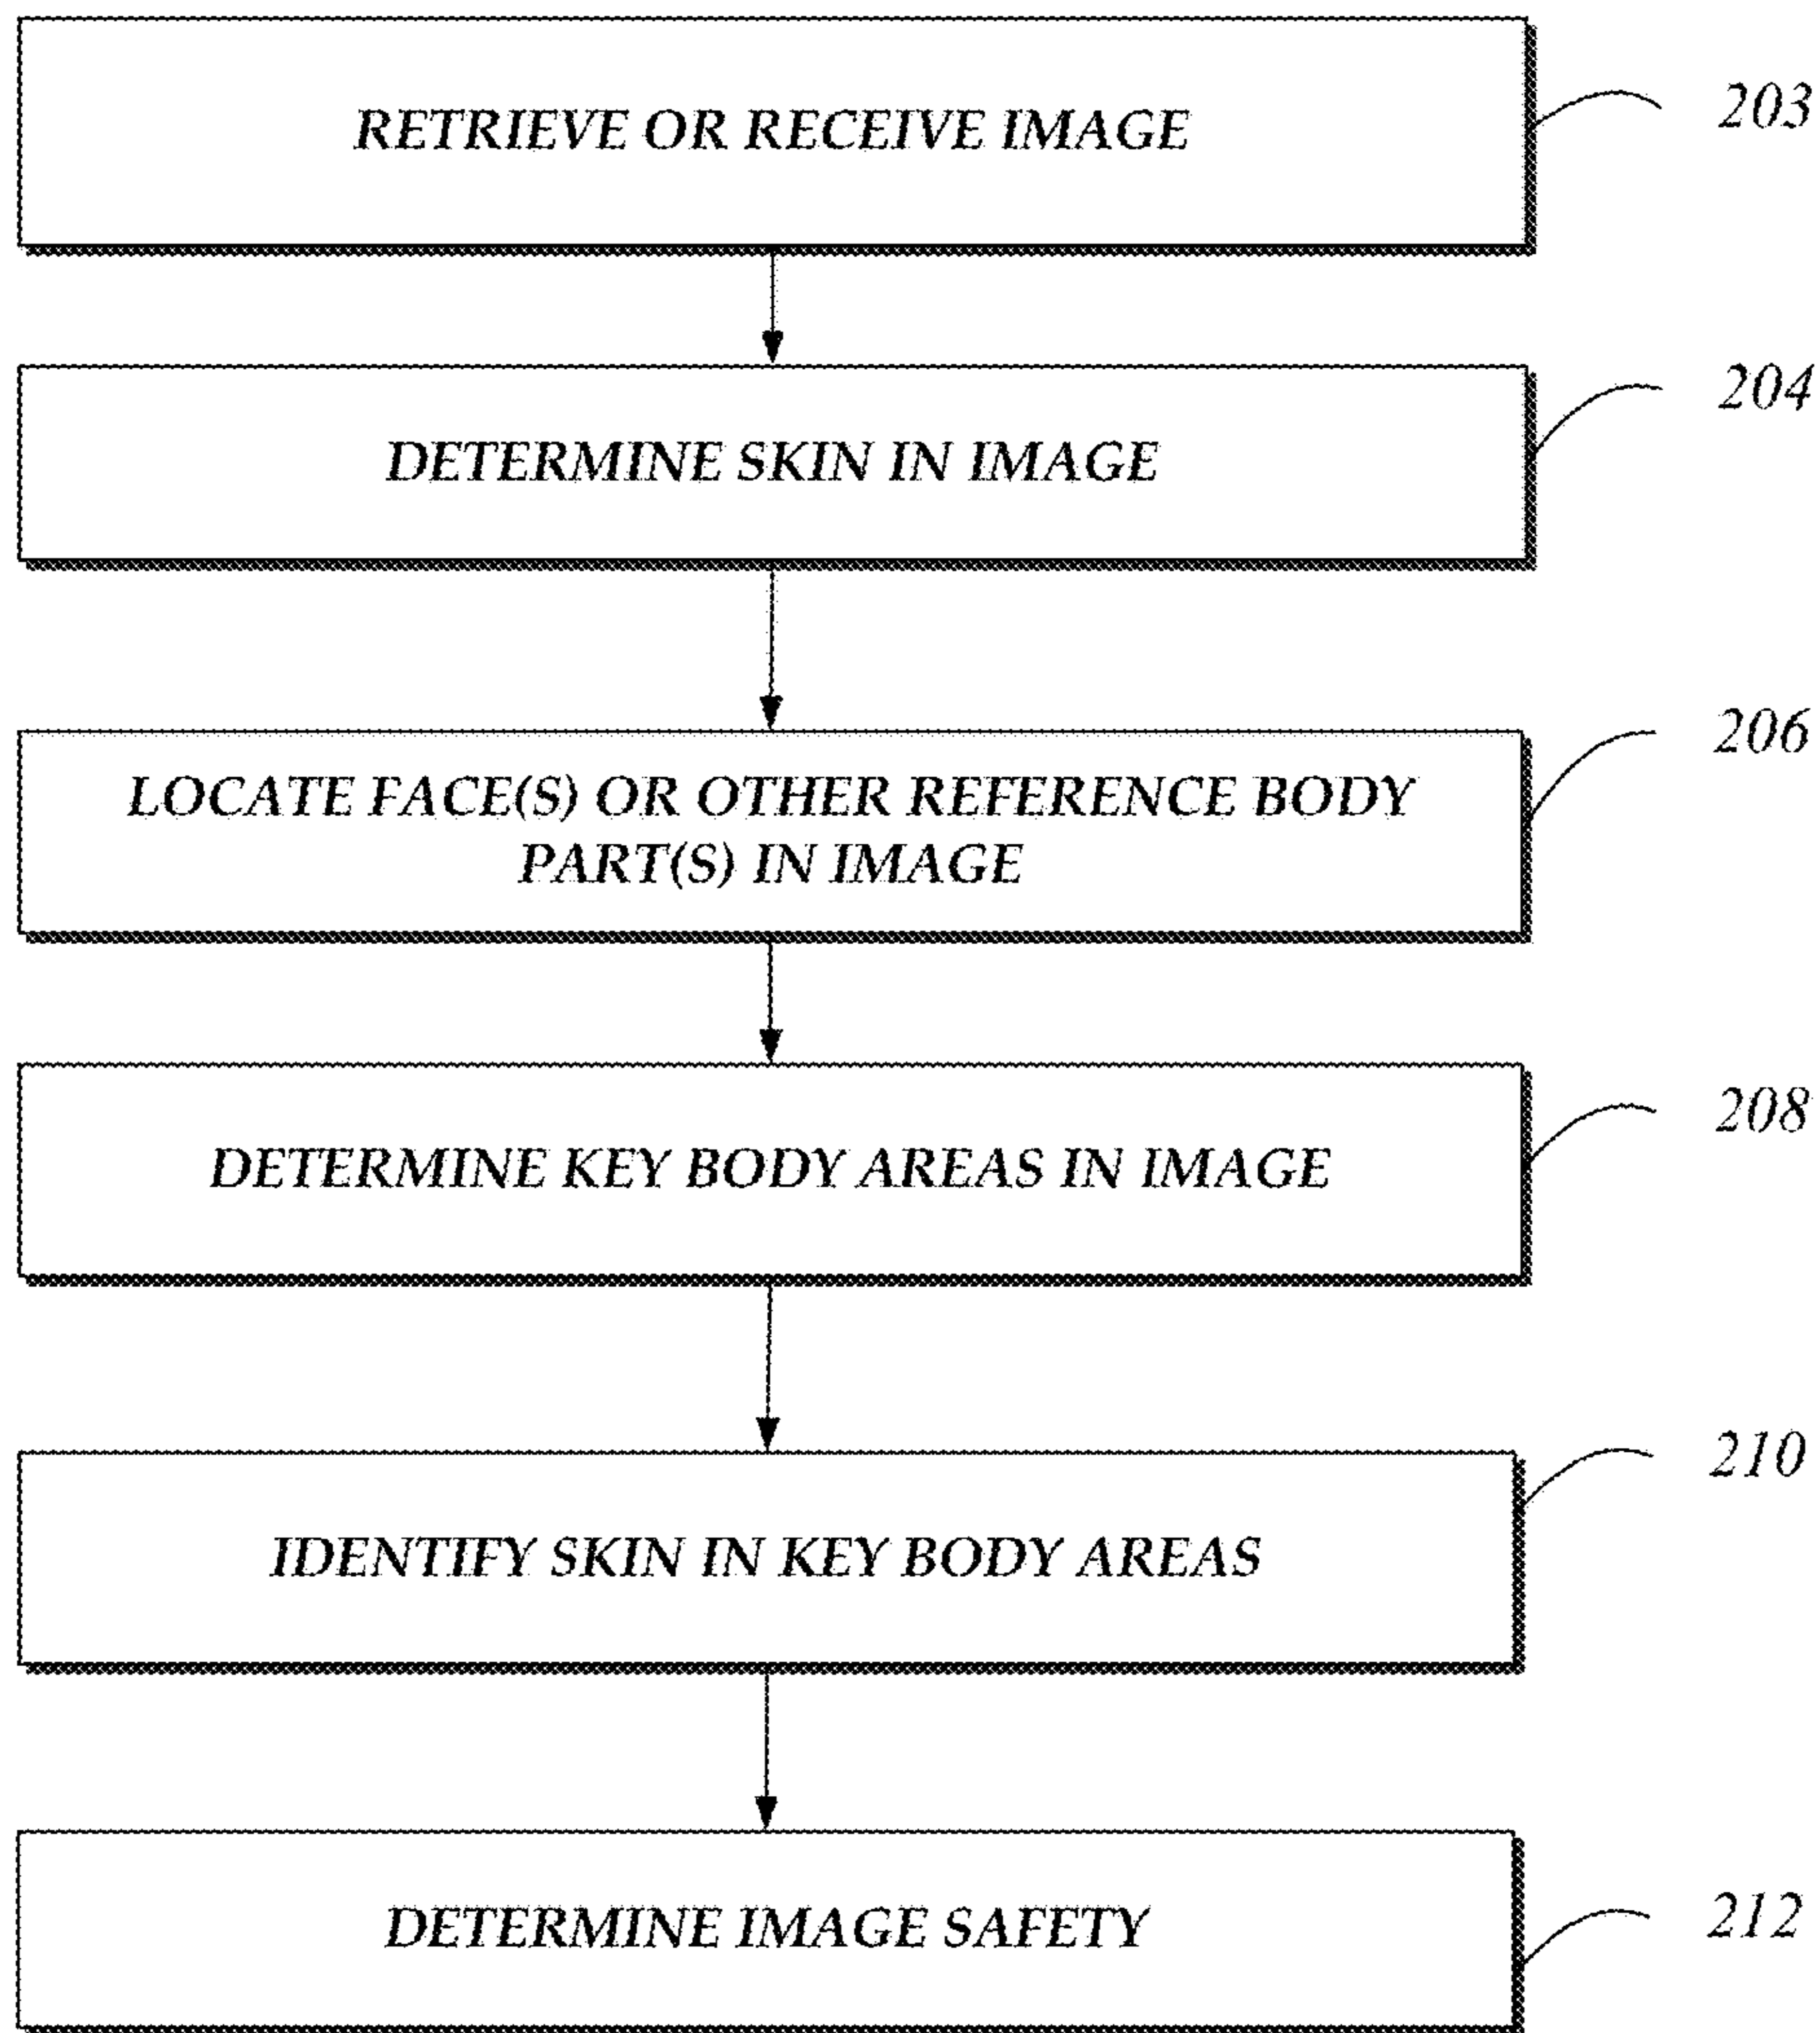 RETRIEVE OR RECEIVE IMAGE
203
DETERMINE SKIN IN IMAGE
204
LOCATE FACE(S) OR OTHER REFERENCE BODY
PART(S) IN IMAGE
206
DETERMINE KEY BODY AREAS IN IMAGE
208
IDENTIFY SKIN IN KEY BODY AREAS
210
DETERMINE IMAGE SAFETY
212